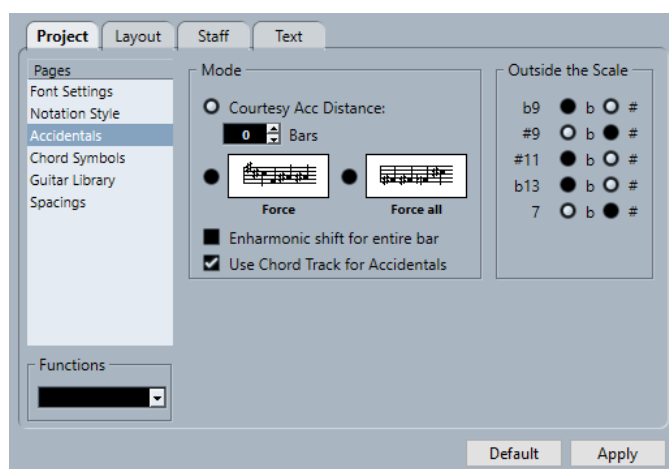 Project Layout Staff Text
Pages
Font Settings
Notation Style
Accidentals
Chord Symbols
Guitar Library
Spacings
Functions
Mode
Courtesy Acc Distance:
0 Bars
Force Force all
Enharmonic shift for entire bar
Use Chord Track for Accidentals
Outside the Scale
b9 b #
#9 b #
#11 b #
b13 b #
7 b #
Default Apply